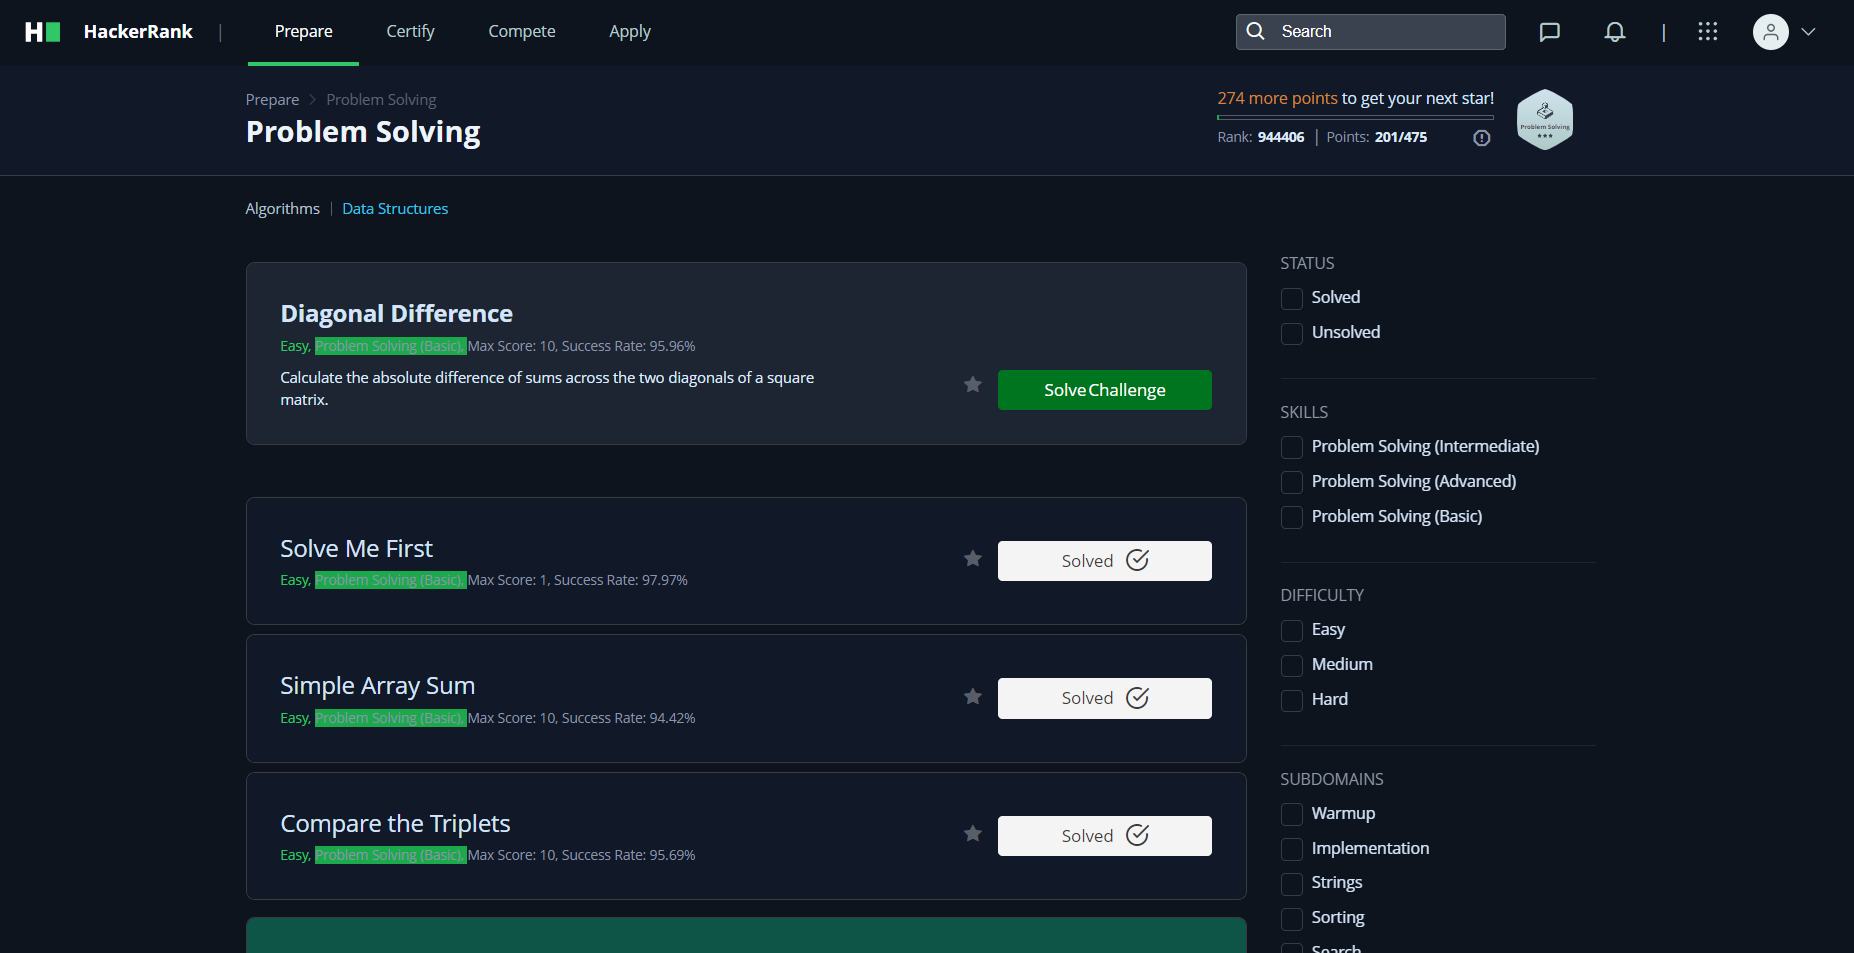 HackerRank | Prepare Certify Compete Apply Search |
Prepare > Problem Solving
Problem Solving
274 more points to get your next star!
Rank: 944406 | Points: 201/475
Problem Solving
Algorithms | Data Structures
Diagonal Difference
Easy, Problem Solving (Basic), Max Score: 10, Success Rate: 95.96%
Calculate the absolute difference of sums across the two diagonals of a square
matrix.
Solve Challenge
Solve Me First
Easy, Problem Solving (Basic), Max Score: 1, Success Rate: 97.97%
Solved
Simple Array Sum
Easy, Problem Solving (Basic), Max Score: 10, Success Rate: 94.42%
Solved
Compare the Triplets
Easy, Problem Solving (Basic), Max Score: 10, Success Rate: 95.69%
Solved
STATUS
Solved
Unsolved
SKILLS
Problem Solving (Intermediate)
Problem Solving (Advanced)
Problem Solving (Basic)
DIFFICULTY
Easy
Medium
Hard
SUBDOMAINS
Warmup
Implementation
Strings
Sorting
Search